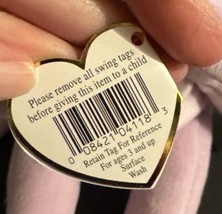 Please remove all swing tags
before giving this item to a child
0 08421 04118 3
Retain Tag For Reference
For ages 3 and up
Surface
Wash